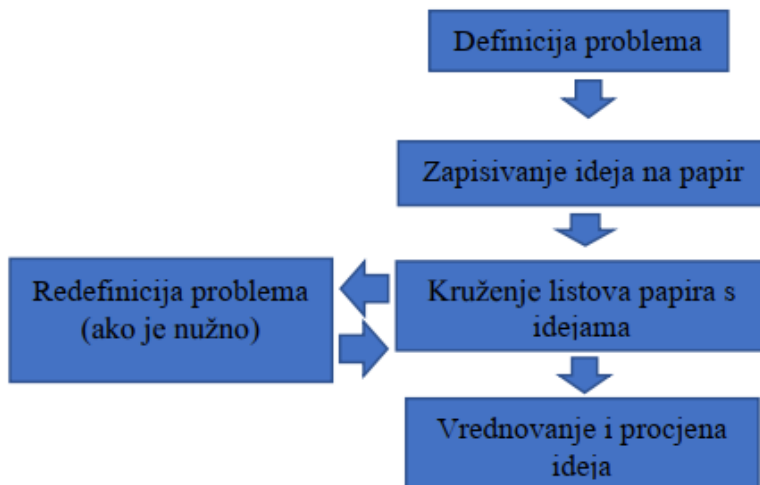 Definicija problema
Zapisivanje ideja na papir
Redefinicija problema
(ako je nužno)
Kruženje listova papira s
idejama
Vrednovanje i procjena
ideja